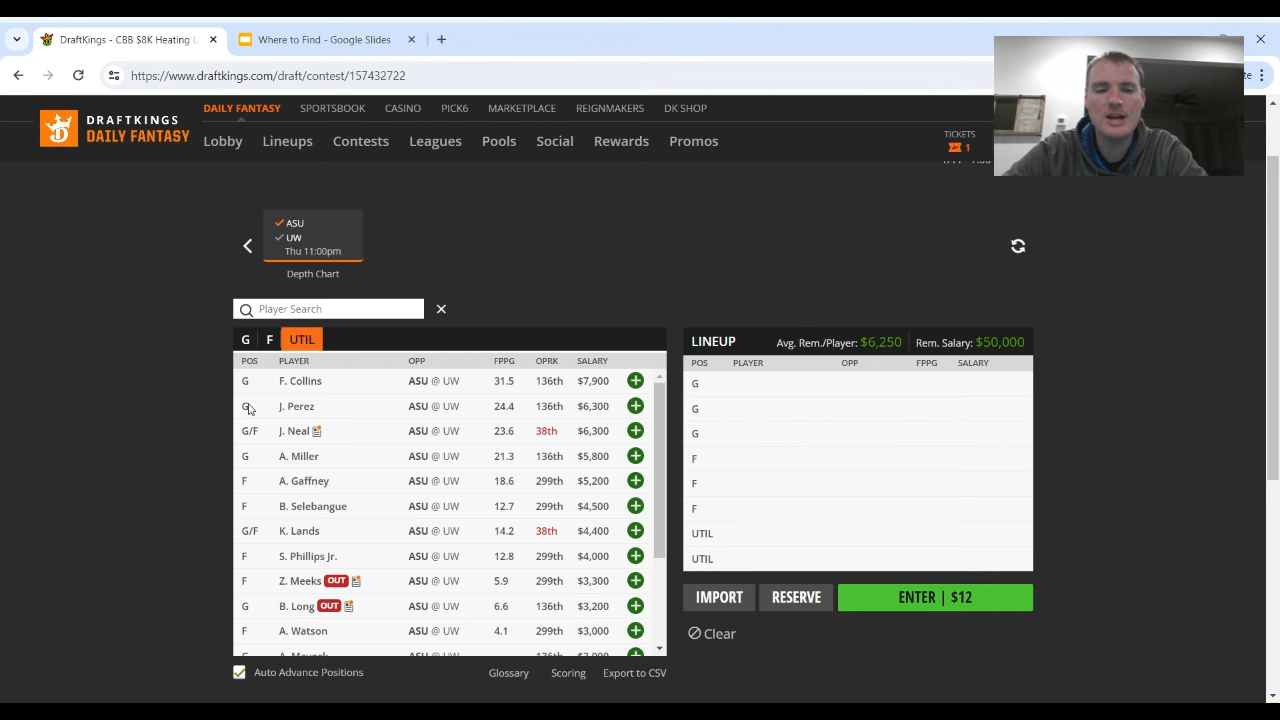 DraftKings - CBB $8K Heating U
Where to Find - Google Slides
https://www.draftkings.com/draft/contest/157432722
DRAFTKINGS
DAILY FANTASY
DAILY FANTASY SPORTSBOOK CASINO PICK6 MARKETPLACE REIGNMAKERS DK SHOP
Lobby Lineups Contests Leagues Pools Social Rewards Promos
TICKETS
1
ASU
UW
Thu 11:00pm
Depth Chart
Player Search
G F UTIL
POS PLAYER OPP FPPG OPRK SALARY
G F. Collins ASU @ UW 31.5 136th $7,900
G J. Perez ASU @ UW 24.4 136th $6,300
G/F J. Neal ASU @ UW 23.6 38th $6,300
G A. Miller ASU @ UW 21.3 136th $5,800
F A. Gaffney ASU @ UW 18.6 299th $5,200
F B. Selebangue ASU @ UW 12.7 299th $4,500
G/F K. Lands ASU @ UW 14.2 38th $4,400
F S. Phillips Jr. ASU @ UW 12.8 299th $4,000
F Z. Meeks OUT ASU @ UW 5.9 299th $3,300
G B. Long OUT ASU @ UW 6.6 136th $3,200
F A. Watson ASU @ UW 4.1 299th $3,000
Auto Advance Positions
Glossary Scoring Export to CSV
LINEUP Avg. Rem./Player: $6,250 Rem. Salary: $50,000
POS PLAYER OPP FPPG SALARY
G
G
G
F
F
F
UTIL
UTIL
IMPORT RESERVE ENTER | $12
Clear